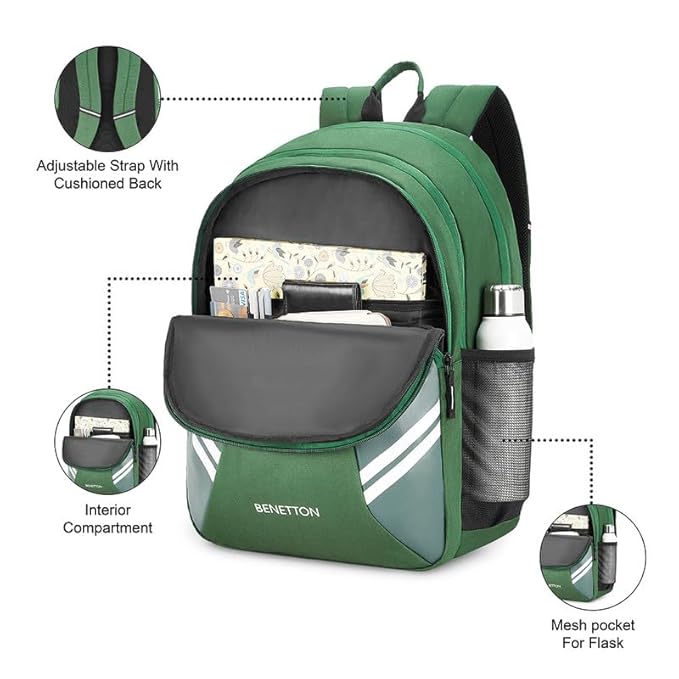 Adjustable Strap With
Cushioned Back
Interior
Compartment
BENETTON
Mesh pocket
For Flask